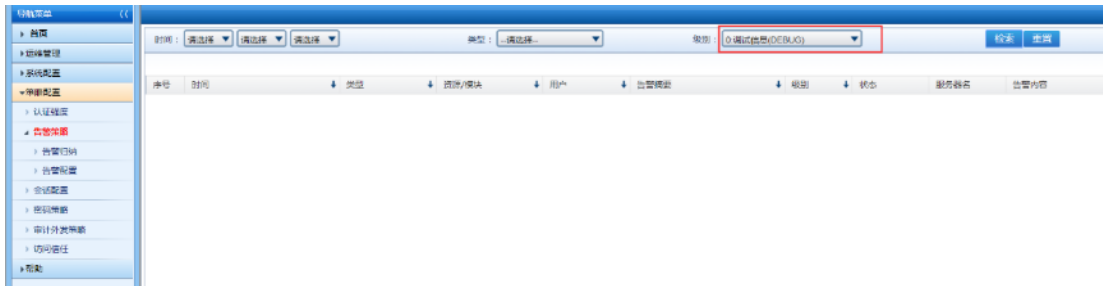 导航菜单
首页
运维管理
系统配置
策略配置
认证强度
告警策略
告警归纳
告警配置
会话配置
密码策略
审计外发策略
访问信任
帮助
时间： 请选择 请选择 请选择 类型： --请选择-- 级别： 0-调试信息(DEBUG) 检索 重置
序号 时间 类型 资源/模块 用户 告警摘要 级别 状态 服务器名 告警内容